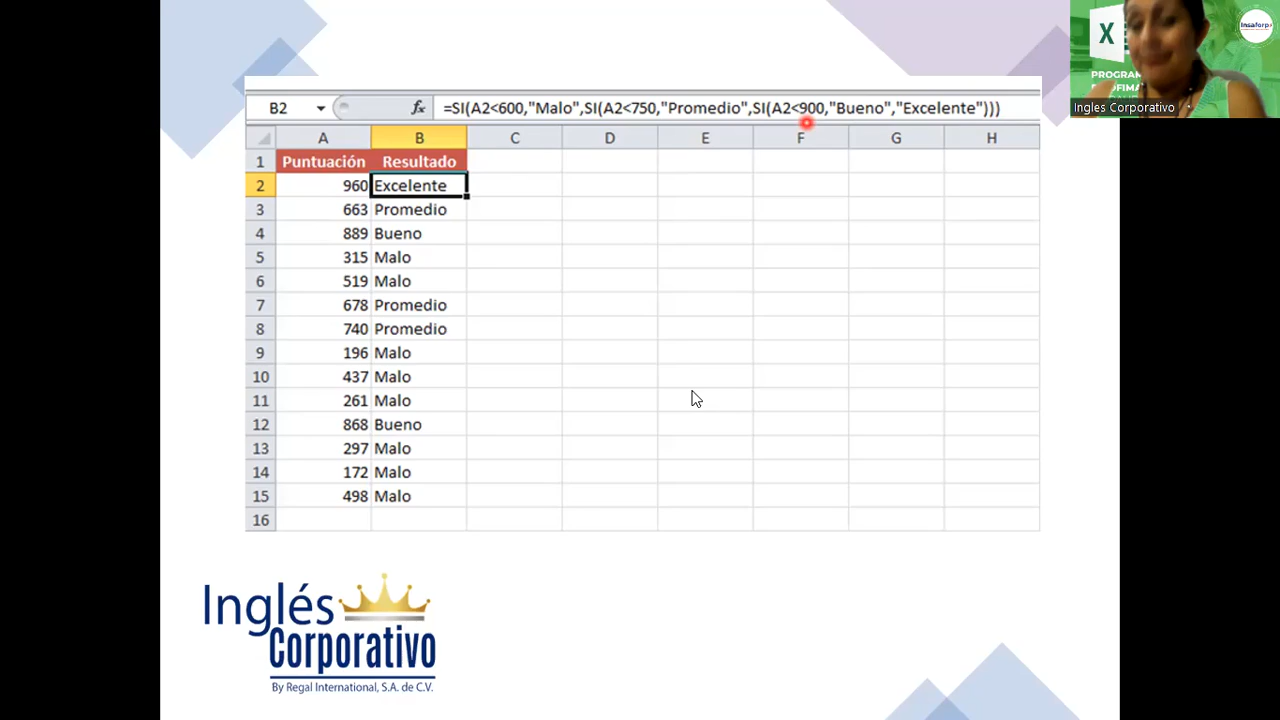 B2 fx =SI(A2<600,"Malo",SI(A2<750,"Promedio",SI(A2<900,"Bueno","Excelente")))
A B C D E F G H
1 Puntuación Resultado
2 960 Excelente
3 663 Promedio
4 889 Bueno
5 315 Malo
6 519 Malo
7 678 Promedio
8 740 Promedio
9 196 Malo
10 437 Malo
11 261 Malo
12 868 Bueno
13 297 Malo
14 172 Malo
15 498 Malo
16
Inglés
Corporativo
By Regal International, S.A. de C.V.
X
Insaforp
PROGRAM
Ingles Corporativo